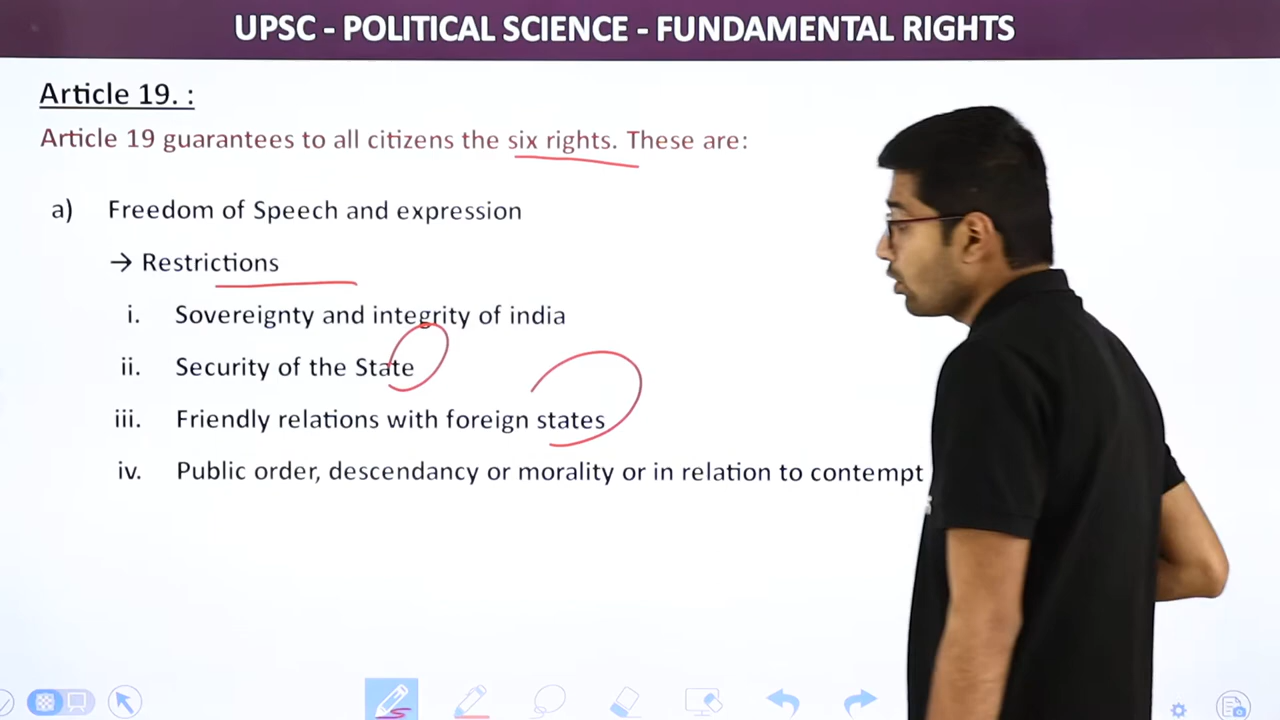 UPSC - POLITICAL SCIENCE - FUNDAMENTAL RIGHTS
Article 19. :
Article 19 guarantees to all citizens the six rights. These are:
a) Freedom of Speech and expression
→ Restrictions
i. Sovereignty and integrity of india
ii. Security of the State
iii. Friendly relations with foreign states
iv. Public order, descendancy or morality or in relation to contempt